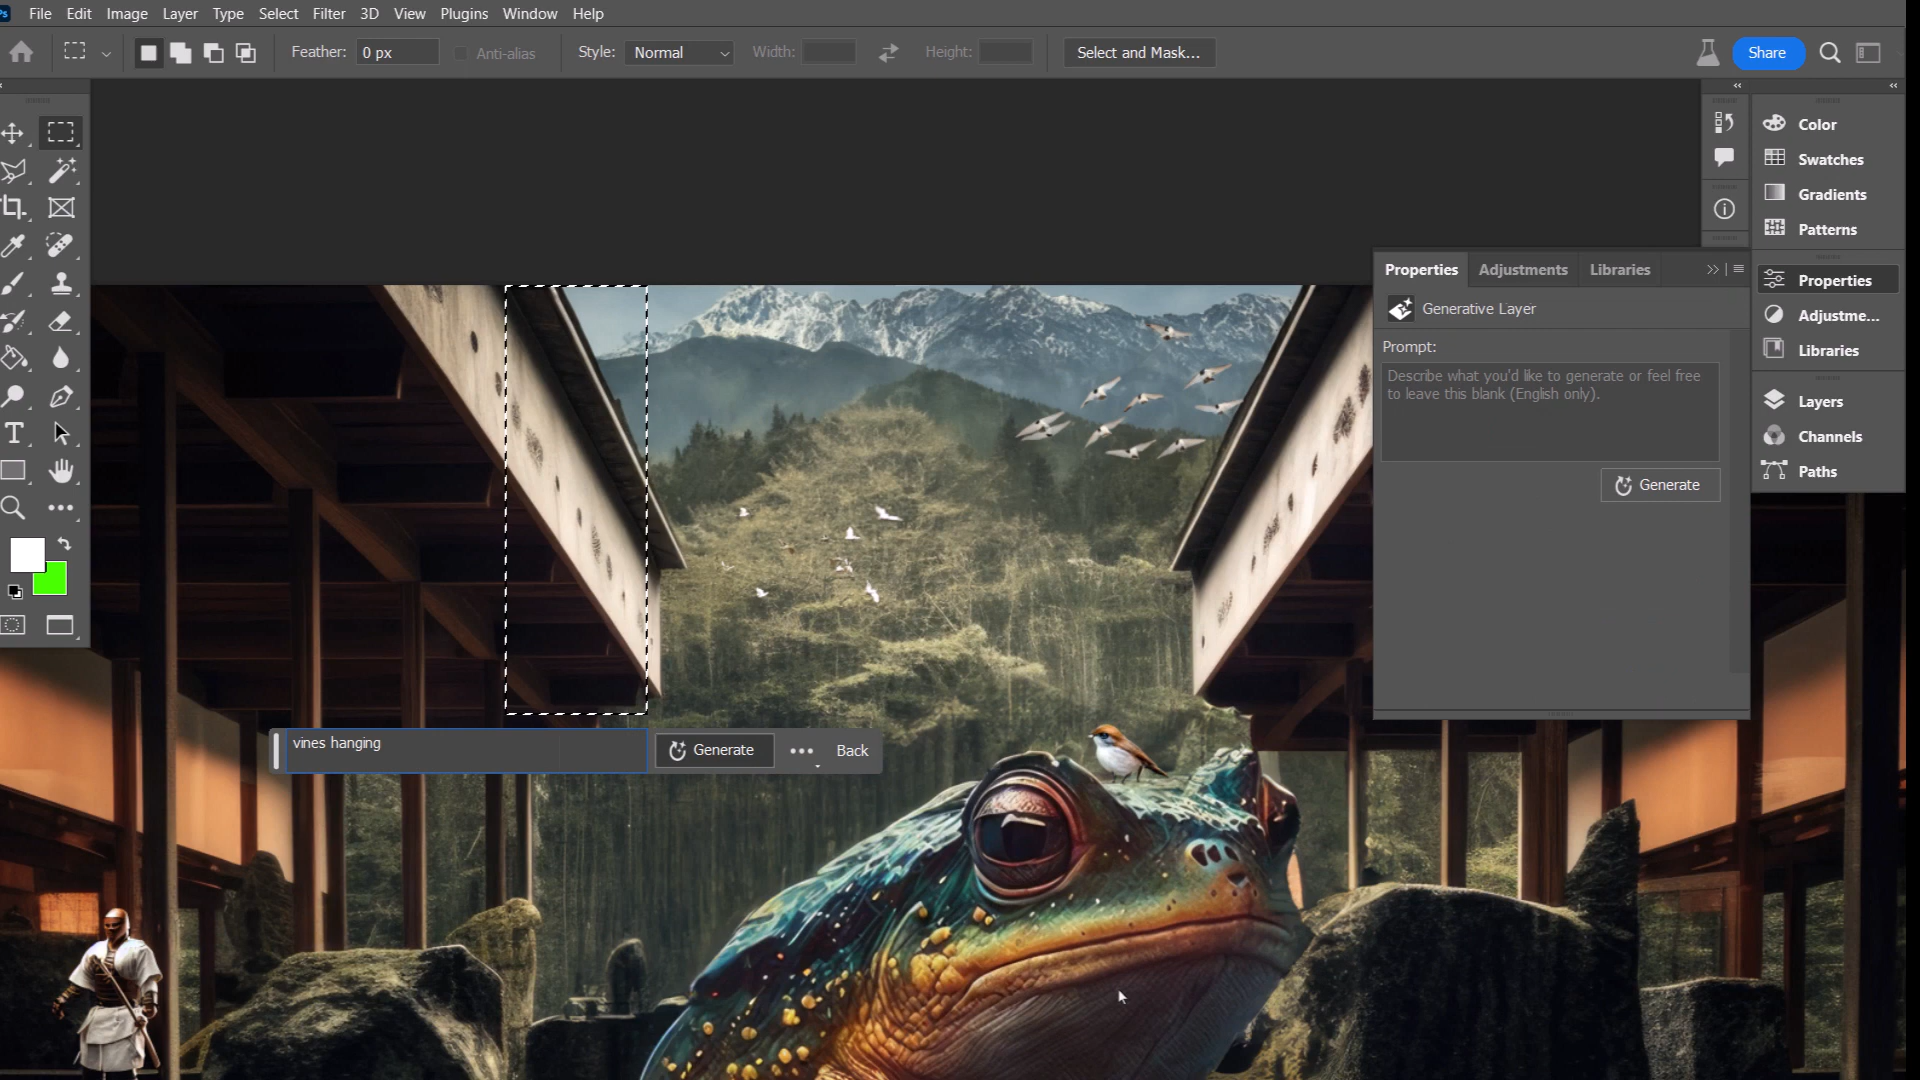 Ps File Edit Image Layer Type Select Filter 3D View Plugins Window Help
Feather: 0 px Anti-alias Style: Normal Width: Height: Select and Mask... Share
Color
Swatches
Gradients
Patterns
Properties
Adjustme...
Libraries
Layers
Channels
Paths
Properties Adjustments Libraries
Generative Layer
Prompt:
Describe what you'd like to generate or feel free
to leave this blank (English only).
Generate
T
vines hanging
Generate
Back